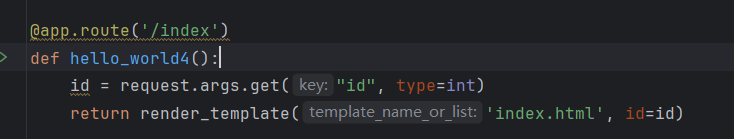 @app.route('/index')
def hello_world4():
id = request.args.get( key: "id", type=int)
return render_template( template_name_or_list: 'index.html', id=id)